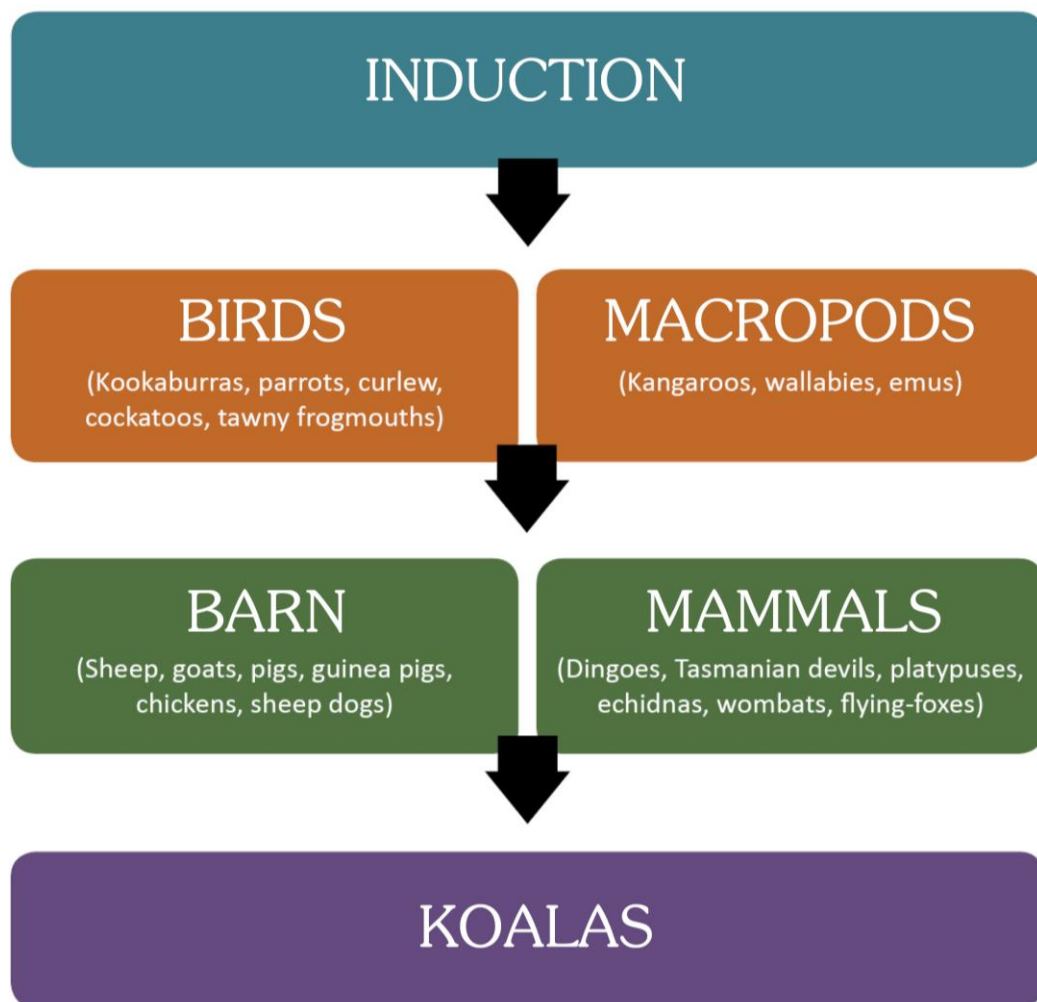 INDUCTION
BIRDS
(Kookaburras, parrots, curlew,
cockatoos, tawny frogmouths)
MACROPODS
(Kangaroos, wallabies, emus)
BARN
(Sheep, goats, pigs, guinea pigs,
chickens, sheep dogs)
MAMMALS
(Dingoes, Tasmanian devils, platypuses,
echidnas, wombats, flying-foxes)
KOALAS